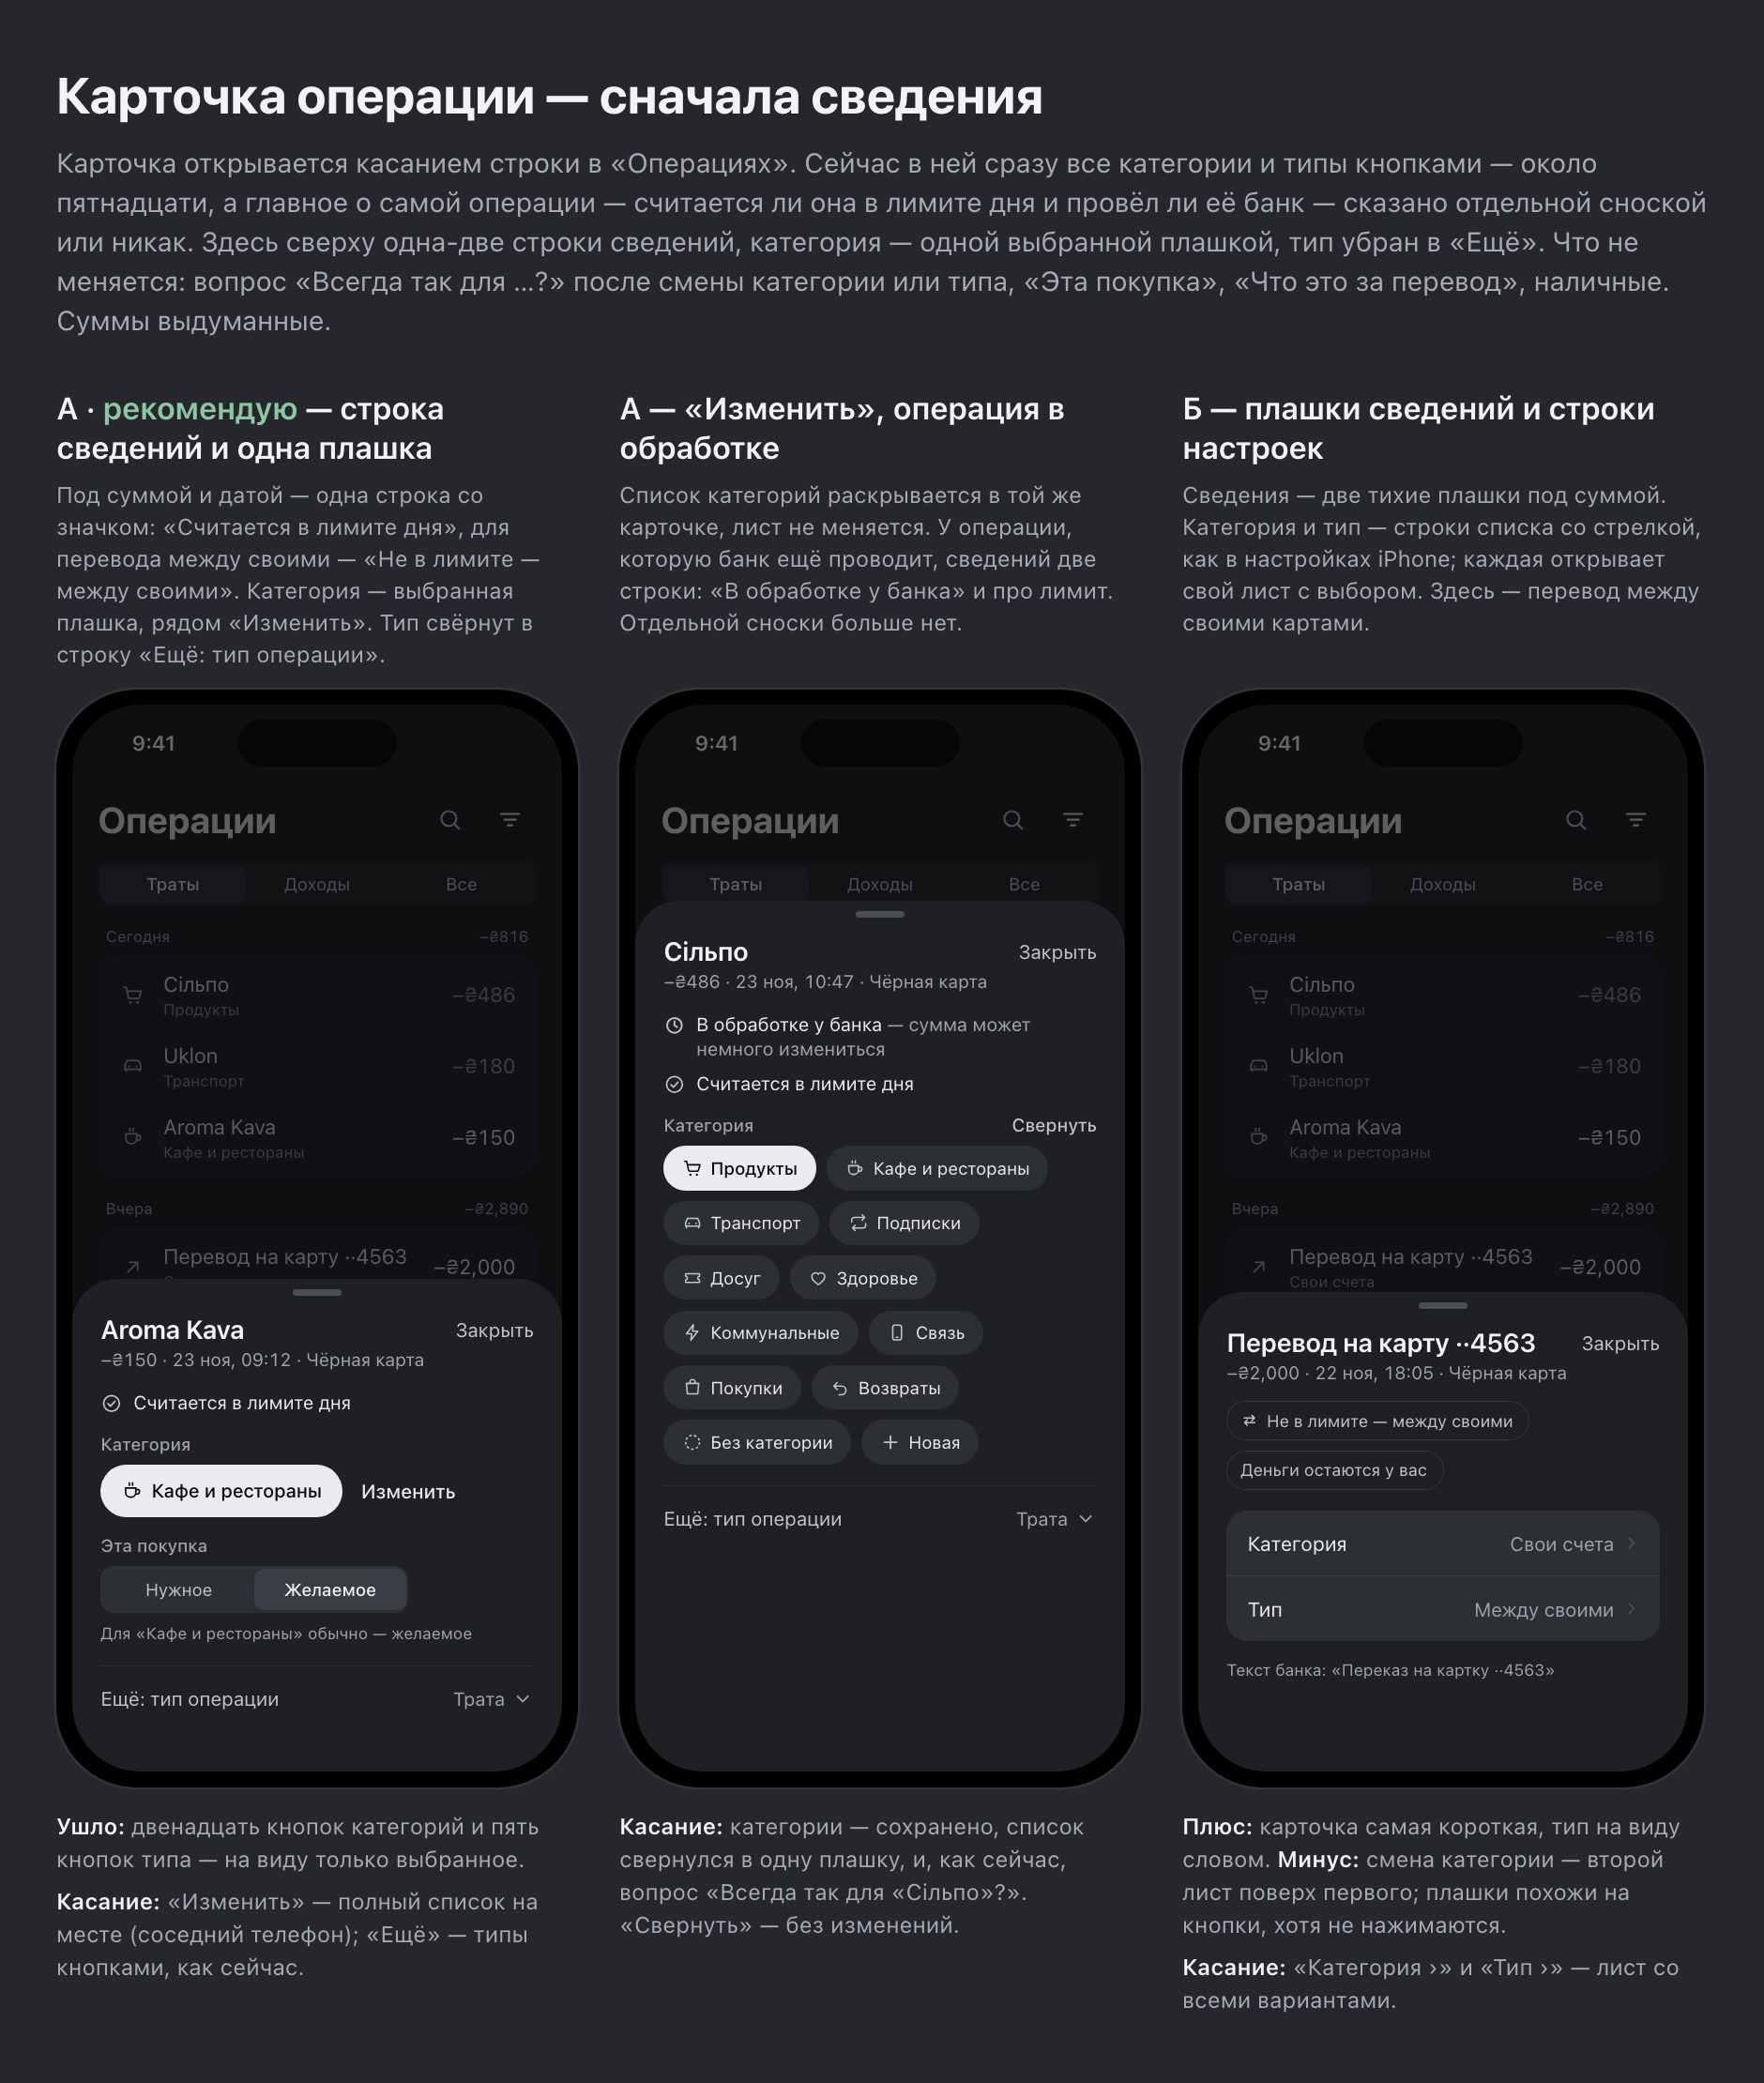 Карточка операции — сначала сведения
Карточка открывается касанием строки в «Операциях». Сейчас в ней сразу все категории и типы кнопками — около
пятнадцати, а главное о самой операции — считается ли она в лимите дня и провёл ли её банк — сказано отдельной сноской
или никак. Здесь сверху одна-две строки сведений, категория — одной выбранной плашкой, тип убран в «Ещё». Что не
меняется: вопрос «Всегда так для …?» после смены категории или типа, «Эта покупка», «Что это за перевод», наличные.
Суммы выдуманные.
А · рекомендую — строка
сведений и одна плашка
Под суммой и датой — одна строка со
значком: «Считается в лимите дня», для
перевода между своими — «Не в лимите —
между своими». Категория — выбранная
плашка, рядом «Изменить». Тип свёрнут в
строку «Ещё: тип операции».
9:41
Операции
Траты Доходы Все
Сегодня –₴816
Сільпо –₴486
Продукты
Uklon –₴180
Транспорт
Aroma Kava –₴150
Кафе и рестораны
Вчера –₴2,890
Перевод на карту ··4563 –₴2,000
Aroma Kava Закрыть
–₴150 · 23 ноя, 09:12 · Чёрная карта
Считается в лимите дня
Категория
Кафе и рестораны Изменить
Эта покупка
Нужное Желаемое
Для «Кафе и рестораны» обычно — желаемое
Ещё: тип операции Трата
Ушло: двенадцать кнопок категорий и пять
кнопок типа — на виду только выбранное.
Касание: «Изменить» — полный список на
месте (соседний телефон); «Ещё» — типы
кнопками, как сейчас.
А — «Изменить», операция в
обработке
Список категорий раскрывается в той же
карточке, лист не меняется. У операции,
которую банк ещё проводит, сведений две
строки: «В обработке у банка» и про лимит.
Отдельной сноски больше нет.
9:41
Операции
Траты Доходы Все
Сільпо Закрыть
–₴486 · 23 ноя, 10:47 · Чёрная карта
В обработке у банка — сумма может
немного измениться
Считается в лимите дня
Категория Свернуть
Продукты Кафе и рестораны
Транспорт Подписки
Досуг Здоровье
Коммунальные Связь
Покупки Возвраты
Без категории Новая
Ещё: тип операции Трата
Касание: категории — сохранено, список
свернулся в одну плашку, и, как сейчас,
вопрос «Всегда так для «Сільпо»?».
«Свернуть» — без изменений.
Б — плашки сведений и строки
настроек
Сведения — две тихие плашки под суммой.
Категория и тип — строки списка со стрелкой,
как в настройках iPhone; каждая открывает
свой лист с выбором. Здесь — перевод между
своими картами.
9:41
Операции
Траты Доходы Все
Сегодня –₴816
Сільпо –₴486
Продукты
Uklon –₴180
Транспорт
Aroma Kava –₴150
Кафе и рестораны
Вчера –₴2,890
Перевод на карту ··4563 –₴2,000
Свои счета
Перевод на карту ··4563 Закрыть
–₴2,000 · 22 ноя, 18:05 · Чёрная карта
Не в лимите — между своими
Деньги остаются у вас
Категория Свои счета
Тип Между своими
Текст банка: «Переказ на картку ··4563»
Плюс: карточка самая короткая, тип на виду
словом. Минус: смена категории — второй
лист поверх первого; плашки похожи на
кнопки, хотя не нажимаются.
Касание: «Категория ›» и «Тип ›» — лист со
всеми вариантами.